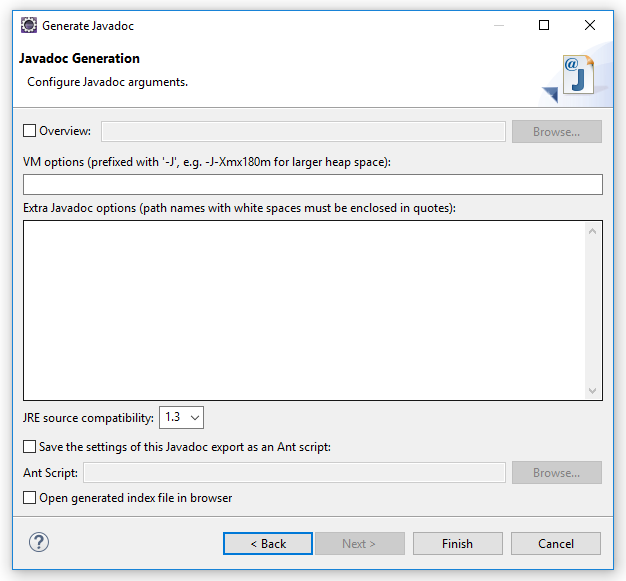 Generate Javadoc
Javadoc Generation
Configure Javadoc arguments.
@J
Overview:
Browse...
VM options (prefixed with '-J', e.g. -J-Xmx180m for larger heap space):
Extra Javadoc options (path names with white spaces must be enclosed in quotes):
JRE source compatibility: 1.3
Save the settings of this Javadoc export as an Ant script:
Ant Script:
Browse...
Open generated index file in browser
? < Back Next > Finish Cancel